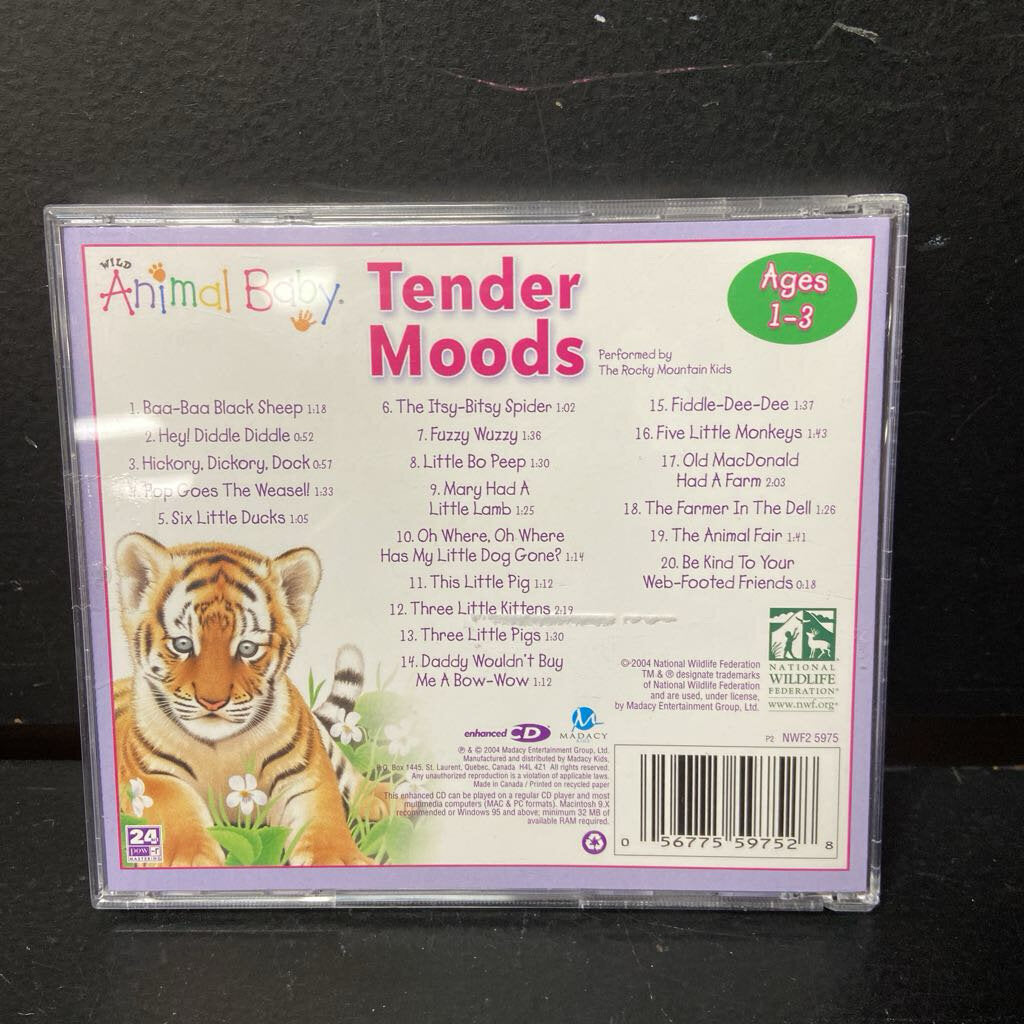 WILD
Animal Baby
Tender
Moods
Performed by
The Rocky Mountain Kids
Ages
1-3
1. Baa-Baa Black Sheep 1:18
2. Hey! Diddle Diddle 0:52
3. Hickory, Dickory, Dock 0:57
4. Pop Goes The Weasel! 1:33
5. Six Little Ducks 1:05
6. The Itsy-Bitsy Spider 1:02
7. Fuzzy Wuzzy 1:36
8. Little Bo Peep 1:30
9. Mary Had A
Little Lamb 1:25
10. Oh Where, Oh Where
Has My Little Dog Gone? 1:14
11. This Little Pig 1:12
12. Three Little Kittens 2:19
13. Three Little Pigs 1:30
14. Daddy Wouldn't Buy
Me A Bow-Wow 1:12
15. Fiddle-Dee-Dee 1:37
16. Five Little Monkeys 1:43
17. Old MacDonald
Had A Farm 2:03
18. The Farmer In The Dell 1:26
19. The Animal Fair 1:41
20. Be Kind To Your
Web-Footed Friends 0:18
©2004 National Wildlife Federation
TM & ® designate trademarks
of National Wildlife Federation
and are used, under license,
by Madacy Entertainment Group, Ltd.
NATIONAL
WILDLIFE
FEDERATION®
www.nwf.org®
enhanced CD
MADACY
KIDS
℗ & © 2004 Madacy Entertainment Group, Ltd.
Manufactured and distributed by Madacy Kids,
P.O. Box 1445, St. Laurent, Quebec, Canada H4L 4Z1 All rights reserved.
Any unauthorized reproduction is a violation of applicable laws.
Made in Canada / Printed on recycled paper
This enhanced CD can be played on a regular CD player and most
multimedia computers (MAC & PC formats). Macintosh 9.X
recommended or Windows 95 and above; minimum 32 MB of
available RAM required.
P2 NWF2 5975
0 56775 59752 8
24
MASTERING